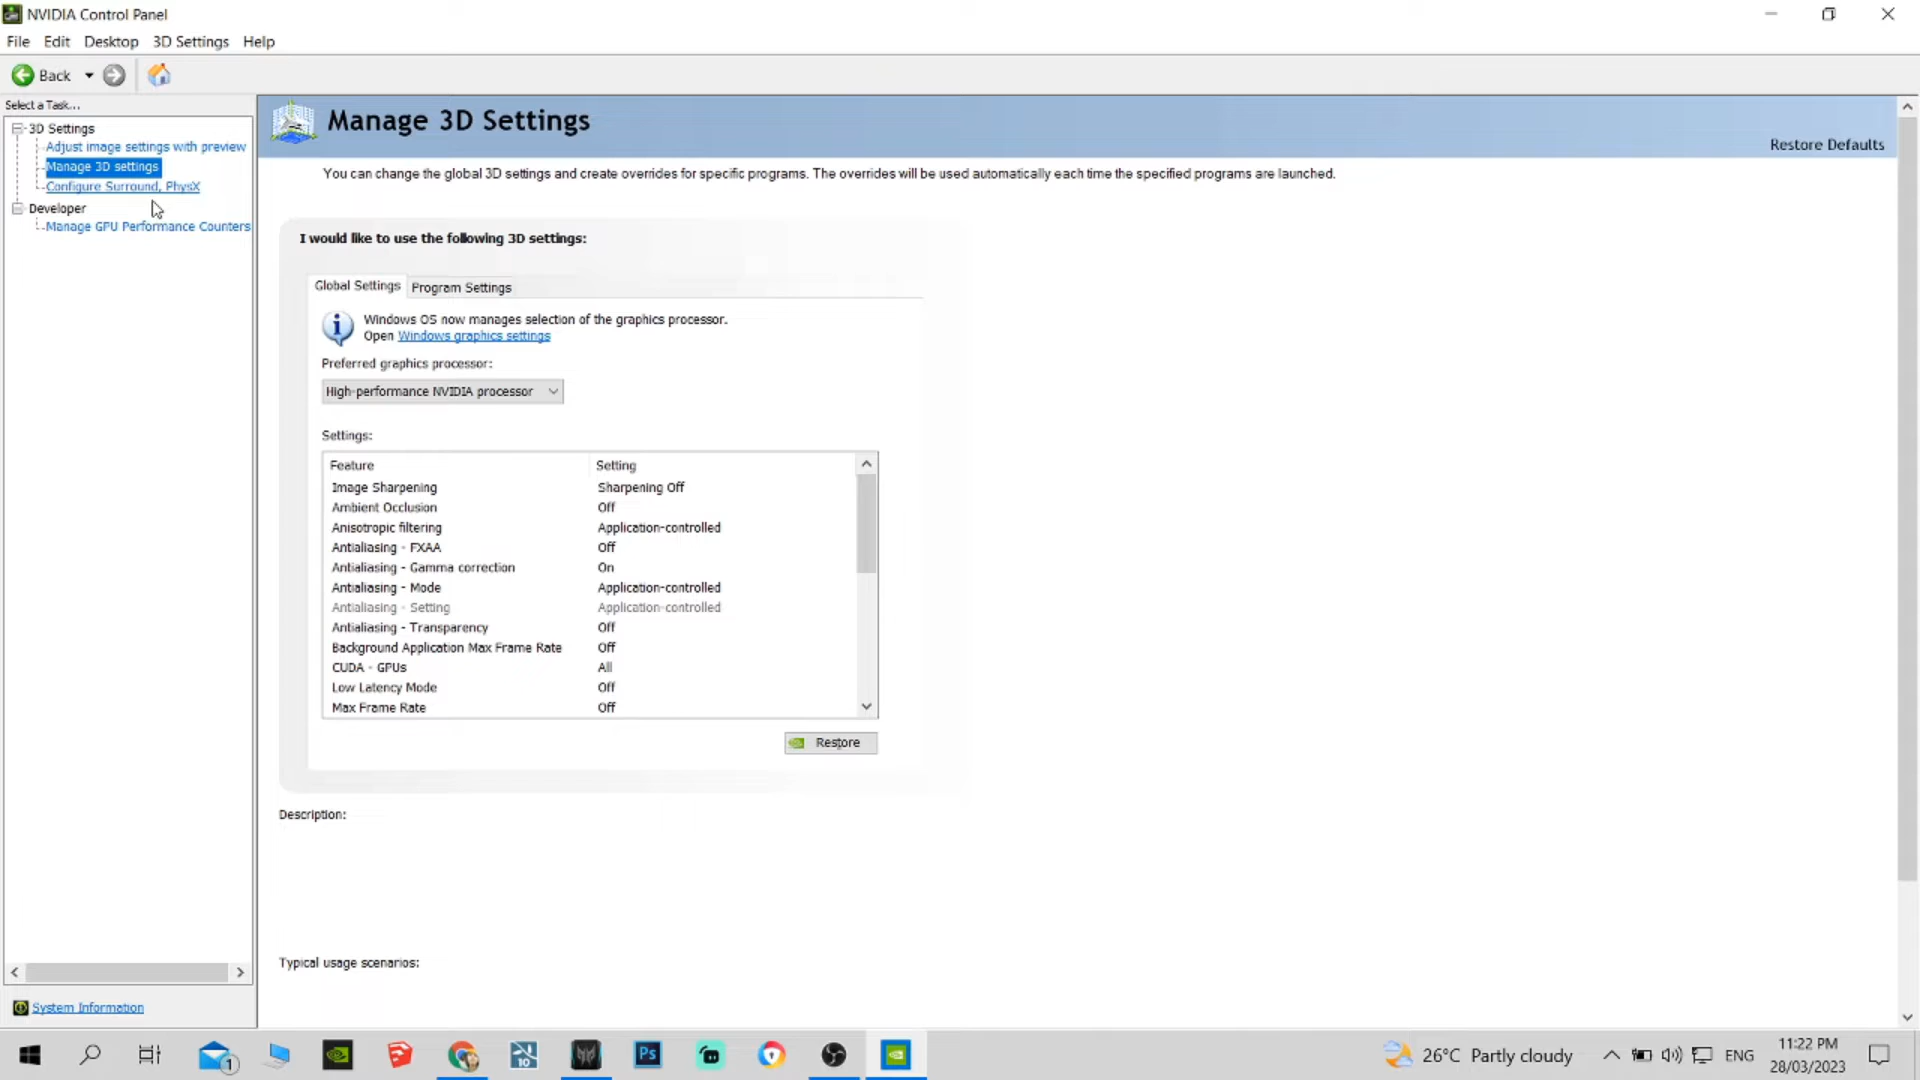 NVIDIA Control Panel
File Edit Desktop 3D Settings Help
Back
Select a Task...
3D Settings
Adjust image settings with preview
Manage 3D settings
Configure Surround, PhysX
Developer
Manage GPU Performance Counters
System Information
Manage 3D Settings
Restore Defaults
You can change the global 3D settings and create overrides for specific programs. The overrides will be used automatically each time the specified programs are launched.
I would like to use the following 3D settings:
Global Settings Program Settings
Windows OS now manages selection of the graphics processor.
Open Windows graphics settings
Preferred graphics processor:
High-performance NVIDIA processor
Settings:
Feature Setting
Image Sharpening Sharpening Off
Ambient Occlusion Off
Anisotropic filtering Application-controlled
Antialiasing - FXAA Off
Antialiasing - Gamma correction On
Antialiasing - Mode Application-controlled
Antialiasing - Setting Application-controlled
Antialiasing - Transparency Off
Background Application Max Frame Rate Off
CUDA - GPUs All
Low Latency Mode Off
Max Frame Rate Off
Restore
Description:
Typical usage scenarios:
1
10
Ps
26°C Partly cloudy
ENG
11:22 PM
28/03/2023